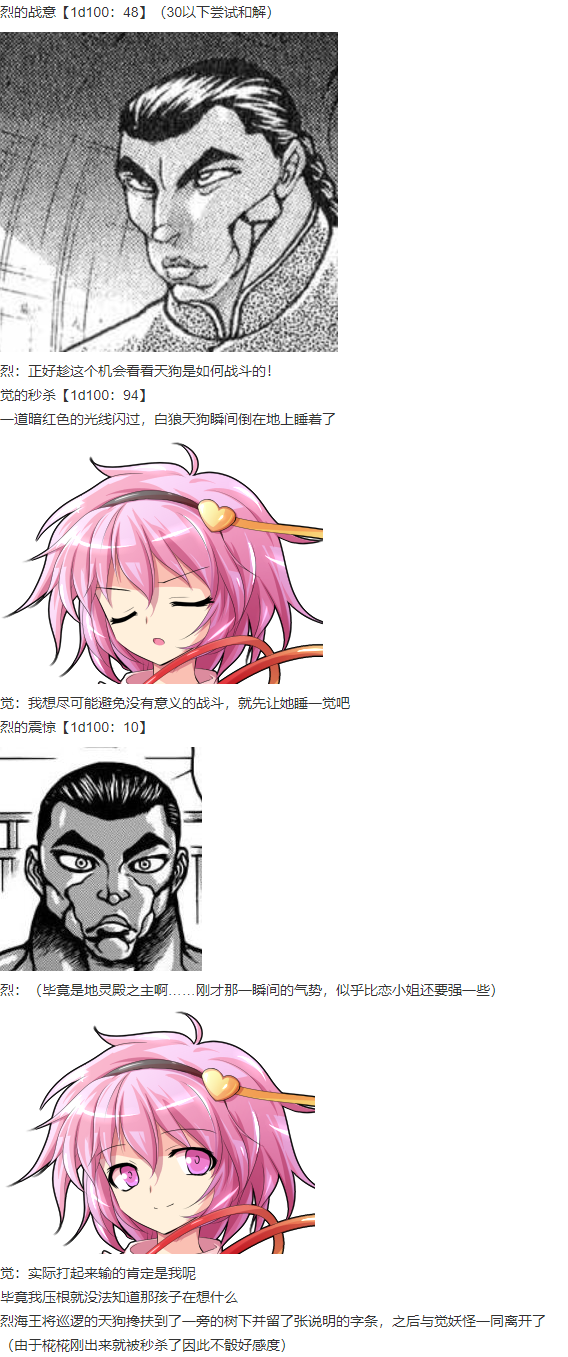 烈的战意【1d100：48】（30以下尝试和解）
烈：正好趁这个机会看看天狗是如何战斗的！
觉的秒杀【1d100：94】
一道暗红色的光线闪过，白狼天狗瞬间倒在地上睡着了
觉：我想尽可能避免没有意义的战斗，就先让她睡一觉吧
烈的震惊【1d100：10】
烈：（毕竟是地灵殿之主啊……刚才那一瞬间的气势，似乎比恋小姐还要强一些）
觉：实际打起来输的肯定是我呢
毕竟我压根就没法知道那孩子在想什么
烈海王将巡逻的天狗搀扶到了一旁的树下并留了张说明的字条，之后与觉妖怪一同离开了
（由于椛椛刚出来就被秒杀了因此不骰好感度）